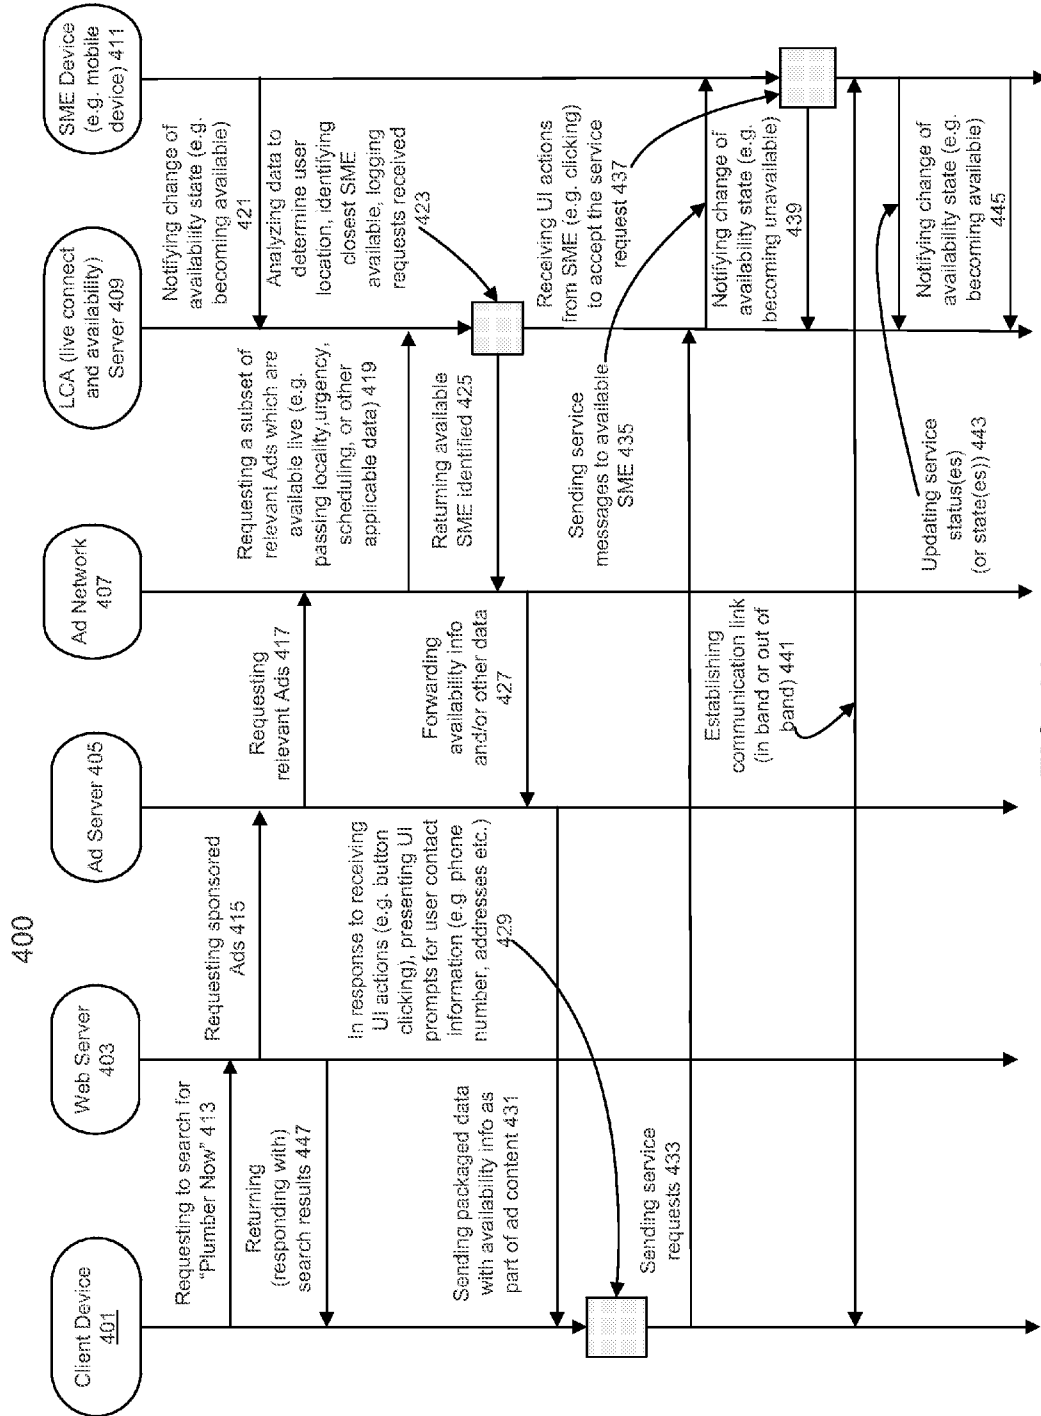 400
Client Device
401
Web Server
403
Ad Server 405
Ad Network
407
LCA (live connect
and availability)
Server 409
SME Device
(e.g. mobile
device) 411
Requesting to search for
“Plumber Now” 413
Returning
(responding with)
search results 447
Sending packaged data
with availability info as
part of ad content 431
Sending service
requests 433
Requesting sponsored
Ads 415
In response to receiving
UI actions (e.g. button
clicking), presenting UI
prompts for user contact
information (e.g. phone
number, addresses etc.)
429
Requesting
relevant Ads 417
Forwarding
availability info
and/or other data
427
Establishing
communication link
(in band or out of
band) 441
Requesting a subset of
relevant Ads which are
available live (e.g.
passing locality,urgency,
scheduling, or other
applicable data) 419
Returning available
SME identified 425
Sending service
messages to available
SME 435
Updating service
status(es)
(or state(es)) 443
Notifying change of
availability state (e.g.
becoming available)
421
Analyzing data to
determine user
location, identifying
closest SME
available, logging
requests received
423
Receiving UI actions
from SME (e.g. clicking)
to accept the service
request 437
Notifying change of
availability state (e.g.
becoming unavailable)
439
Notifying change of
availability state (e.g.
becoming available)
445